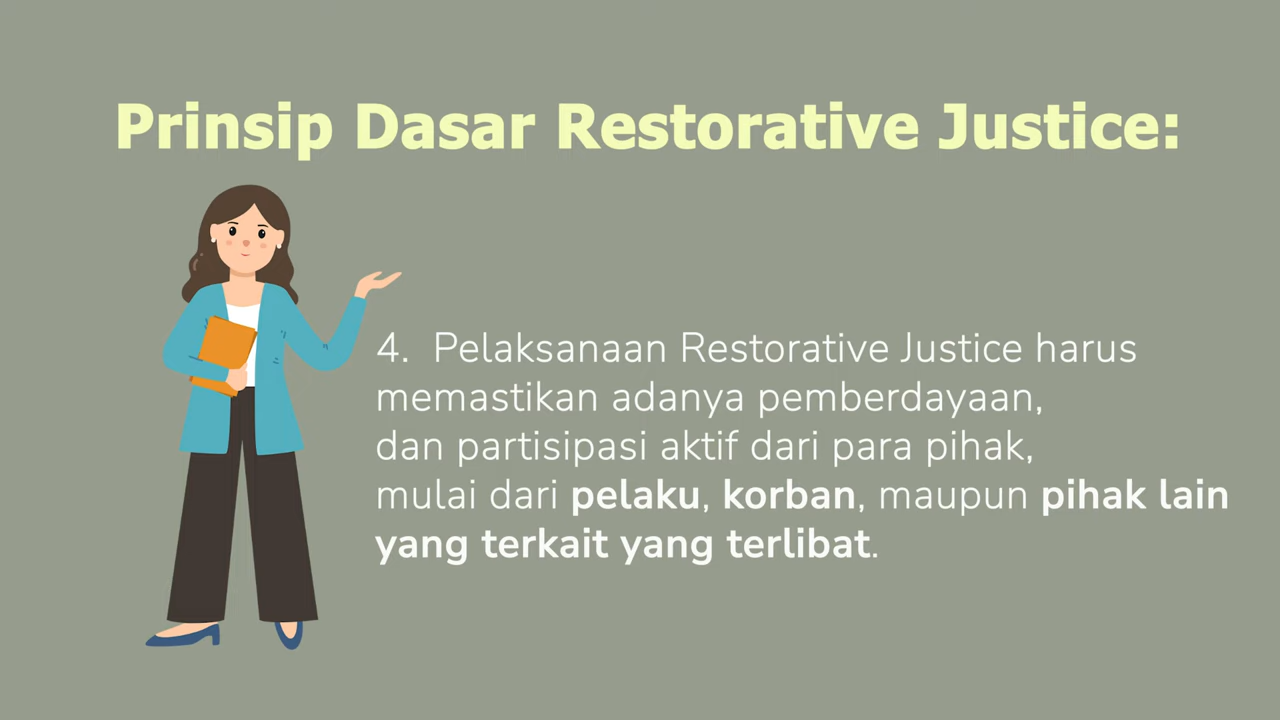 Prinsip Dasar Restorative Justice:
4. Pelaksanaan Restorative Justice harus
memastikan adanya pemberdayaan,
dan partisipasi aktif dari para pihak,
mulai dari pelaku, korban, maupun pihak lain
yang terkait yang terlibat.